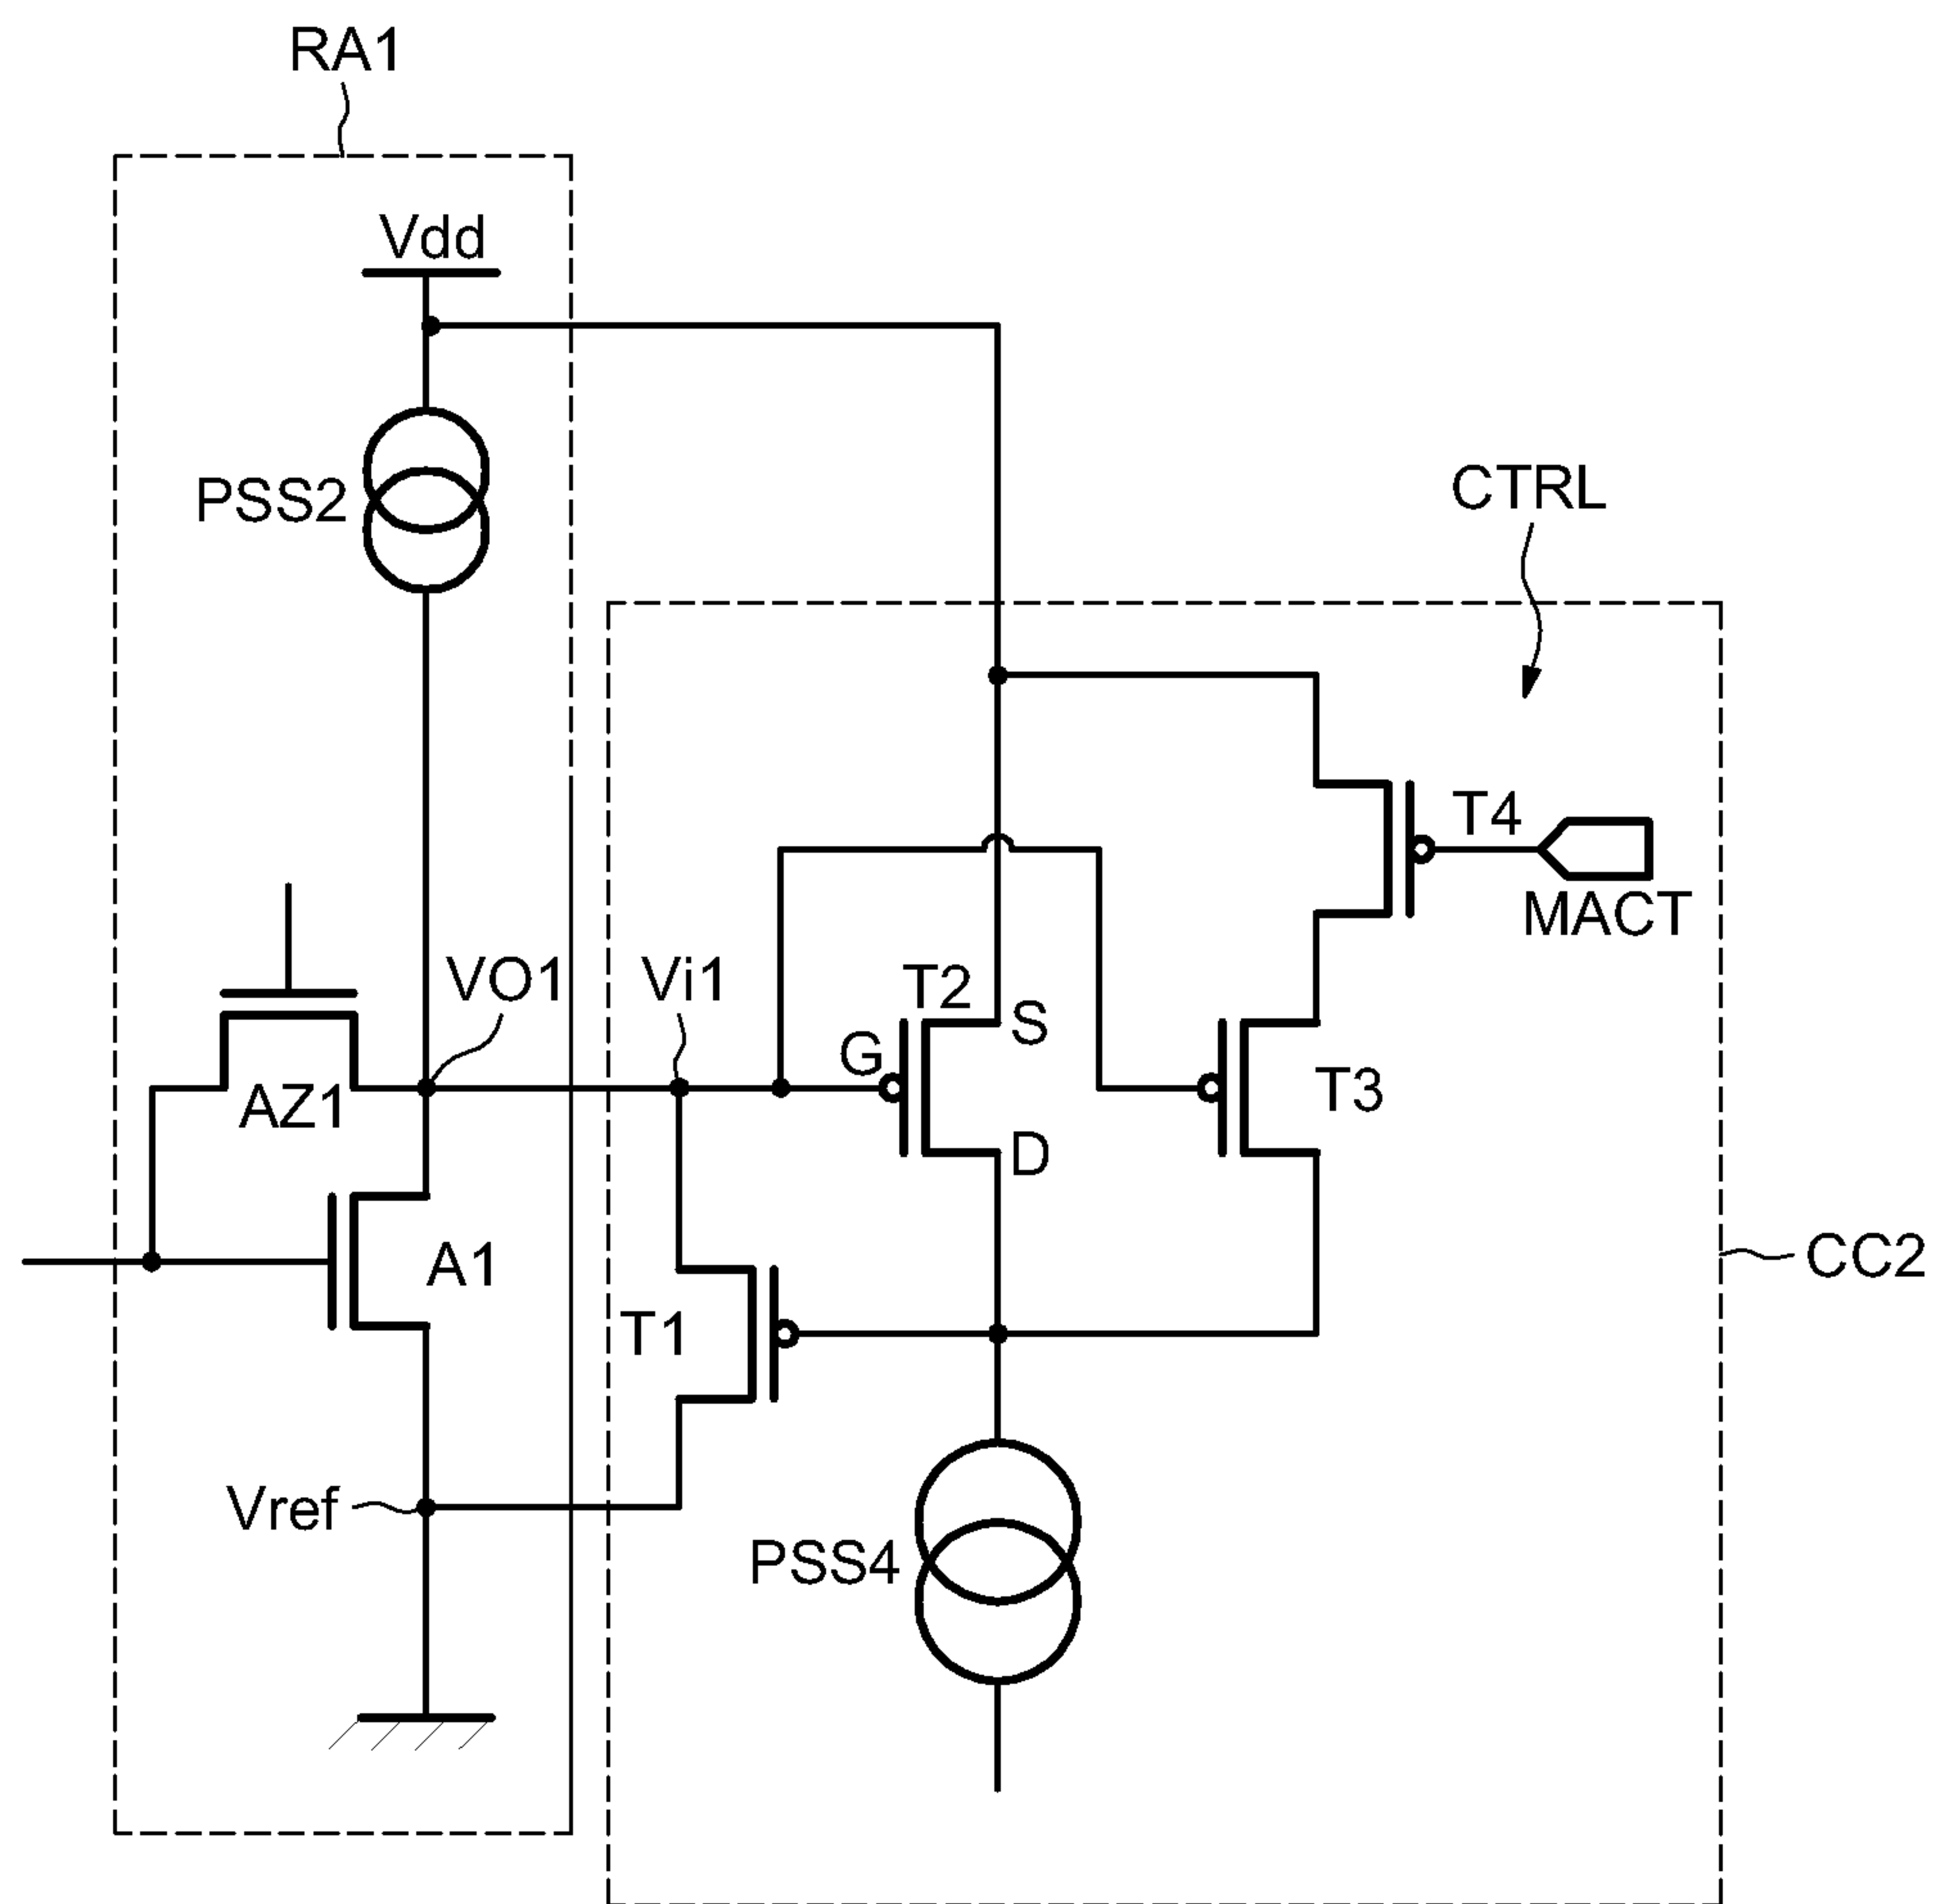 RA1
Vdd
PSS2
CTRL
T4
MACT
VO1
Vi1
T2
S
G
AZ1
T3
D
A1
CC2
T1
Vref
PSS4